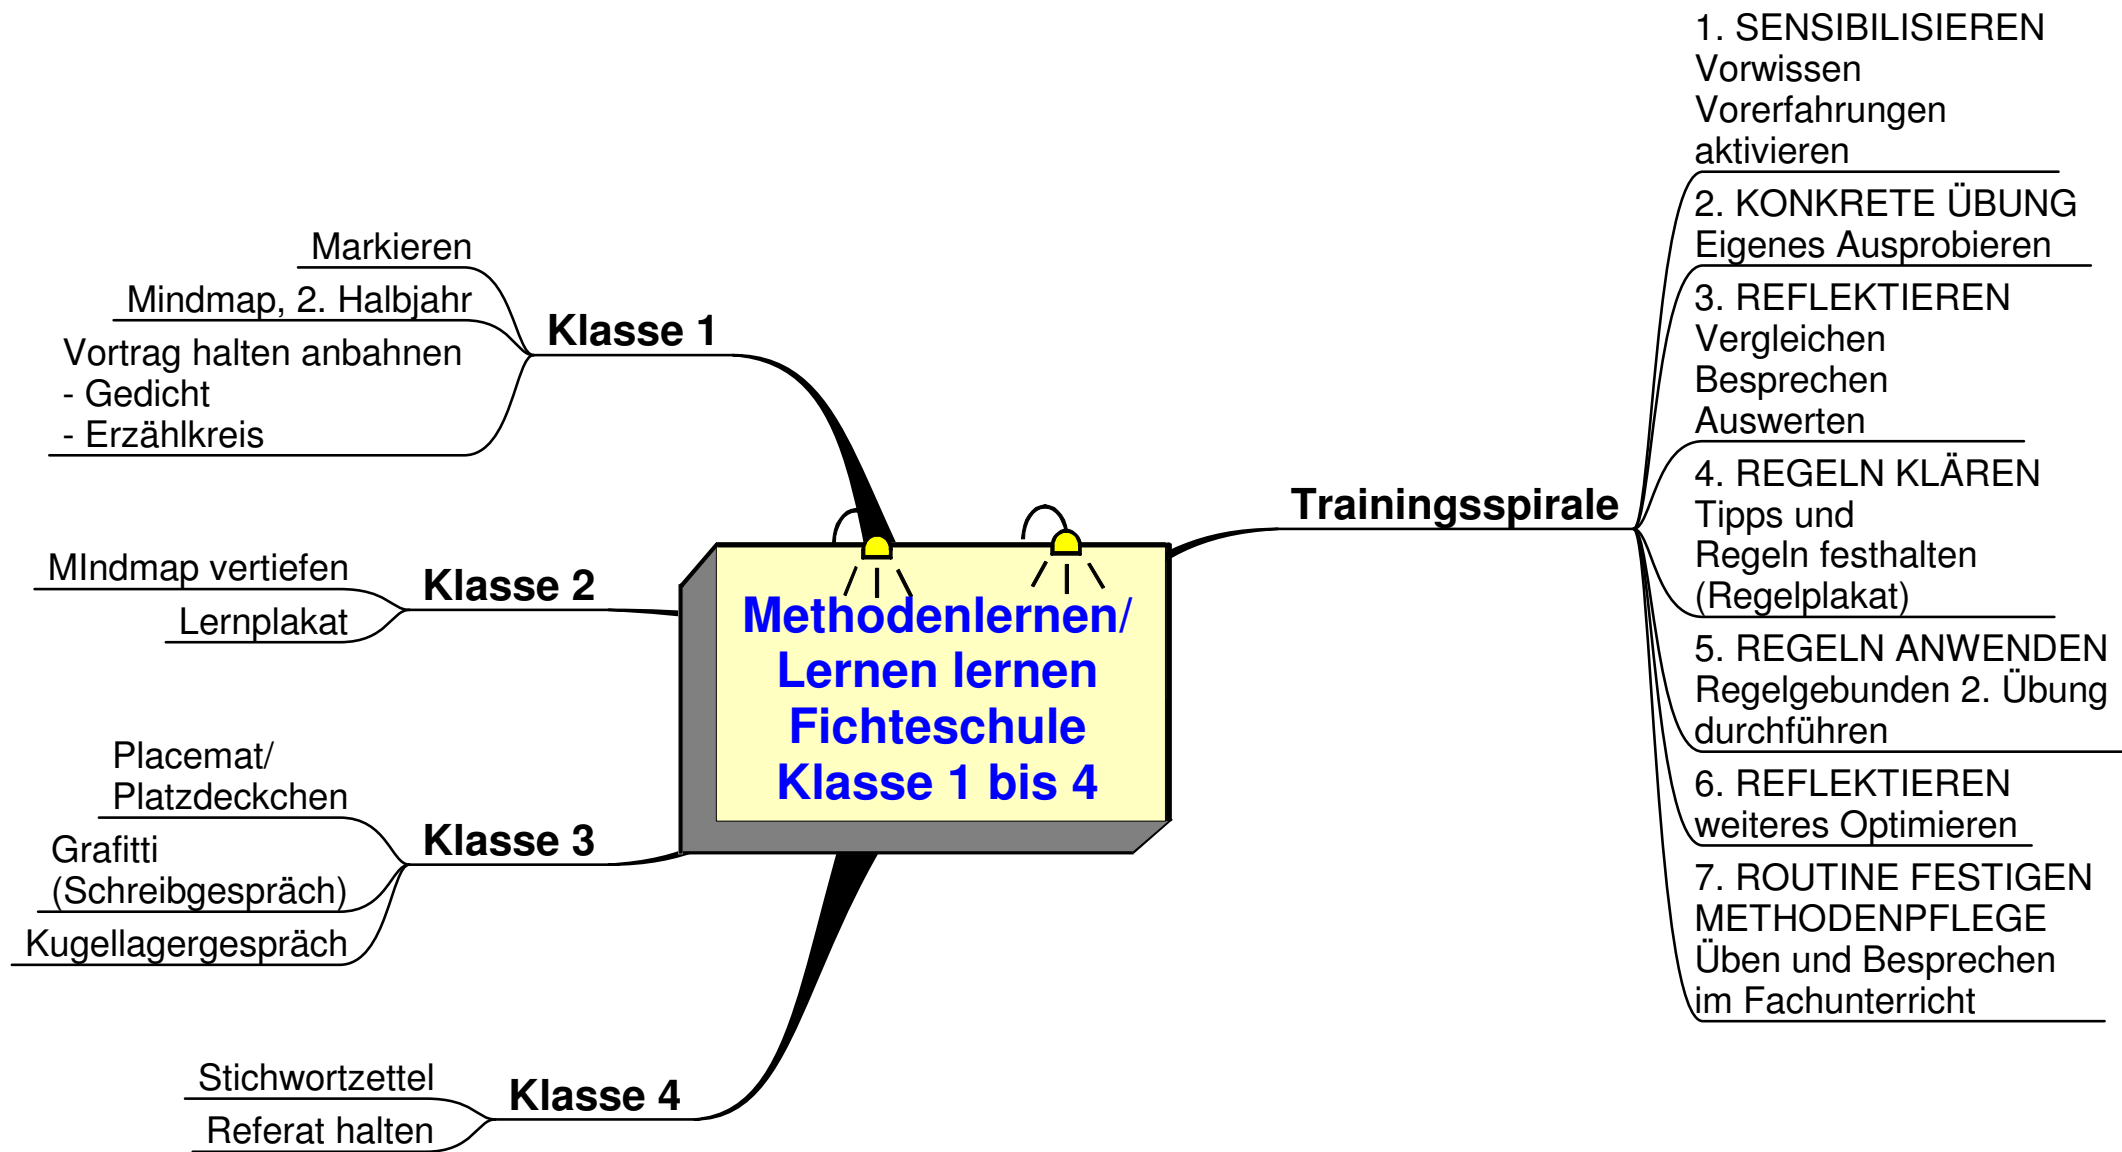 Methodenlernen/
Lernen lernen
Fichteschule
Klasse 1 bis 4
Klasse 1
Markieren
Mindmap, 2. Halbjahr
Vortrag halten anbahnen
- Gedicht
- Erzählkreis
Klasse 2
MIndmap vertiefen
Lernplakat
Klasse 3
Placemat/
Platzdeckchen
Grafitti
(Schreibgespräch)
Kugellagergespräch
Klasse 4
Stichwortzettel
Referat halten
Trainingsspirale
1. SENSIBILISIEREN
Vorwissen
Vorerfahrungen
aktivieren
2. KONKRETE ÜBUNG
Eigenes Ausprobieren
3. REFLEKTIEREN
Vergleichen
Besprechen
Auswerten
4. REGELN KLÄREN
Tipps und
Regeln festhalten
(Regelplakat)
5. REGELN ANWENDEN
Regelgebunden 2. Übung
durchführen
6. REFLEKTIEREN
weiteres Optimieren
7. ROUTINE FESTIGEN
METHODENPFLEGE
Üben und Besprechen
im Fachunterricht